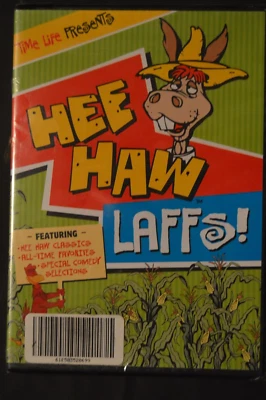 TIME LIFE PRESENTS
HEE
HAW
LAFFS!
- FEATURING -
-HEE HAW CLASSICS
-ALL-TIME FAVORITES
-SPECIAL COMEDY
SELECTIONS